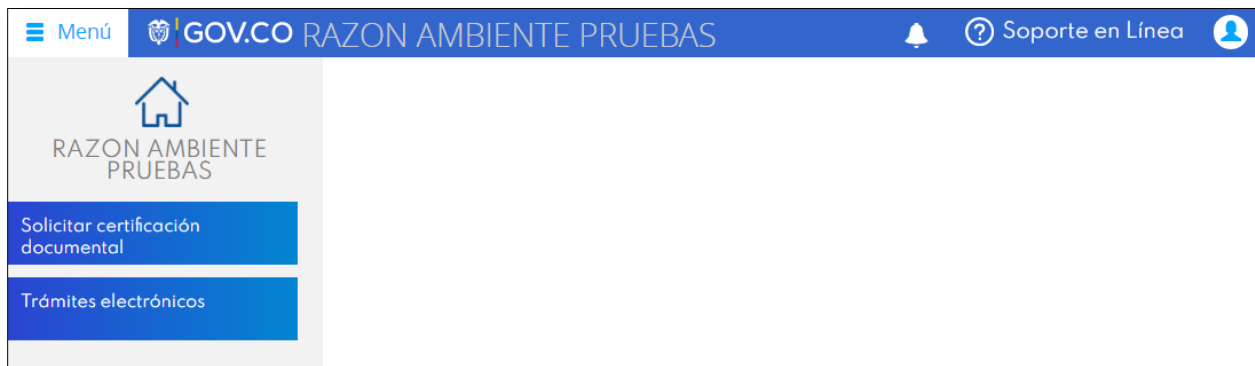 Menú
GOV.CO RAZON AMBIENTE PRUEBAS
Soporte en Línea
RAZON AMBIENTE
PRUEBAS
Solicitar certificación
documental
Trámites electrónicos